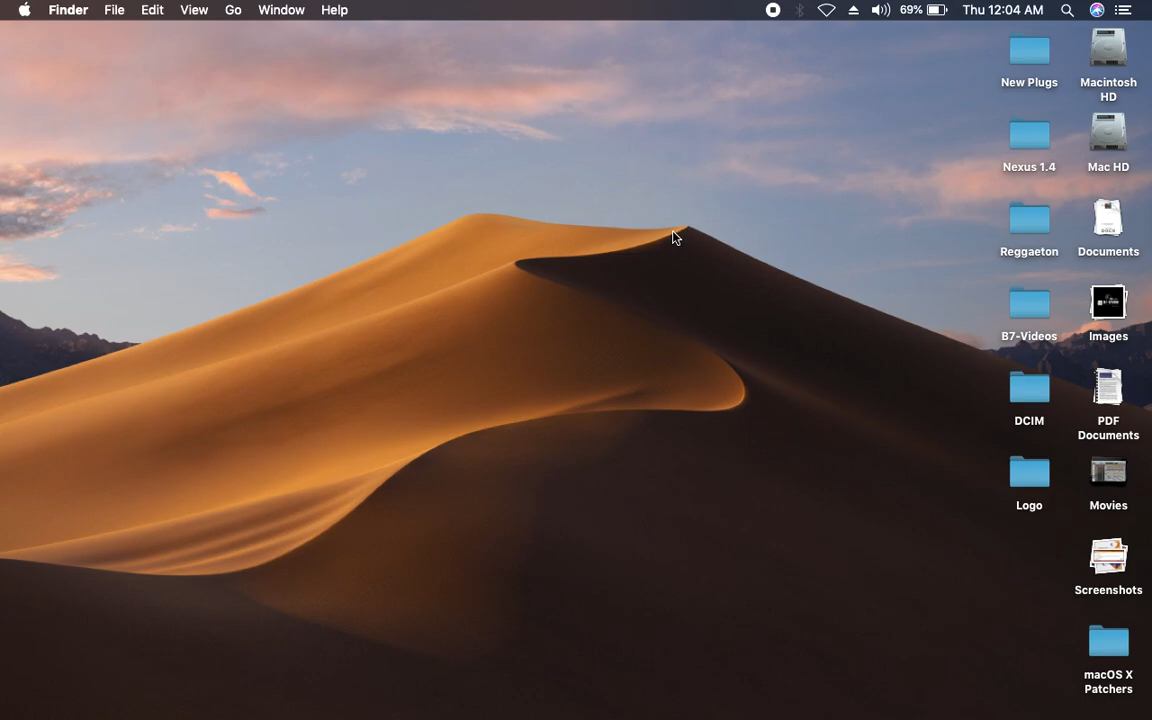 Finder File Edit View Go Window Help 69% Thu 12:04 AM
New Plugs
Macintosh
HD
Nexus 1.4
Mac HD
Reggaeton
Documents
B7-Videos
Images
DCIM
PDF
Documents
Logo
Movies
Screenshots
macOS X
Patchers